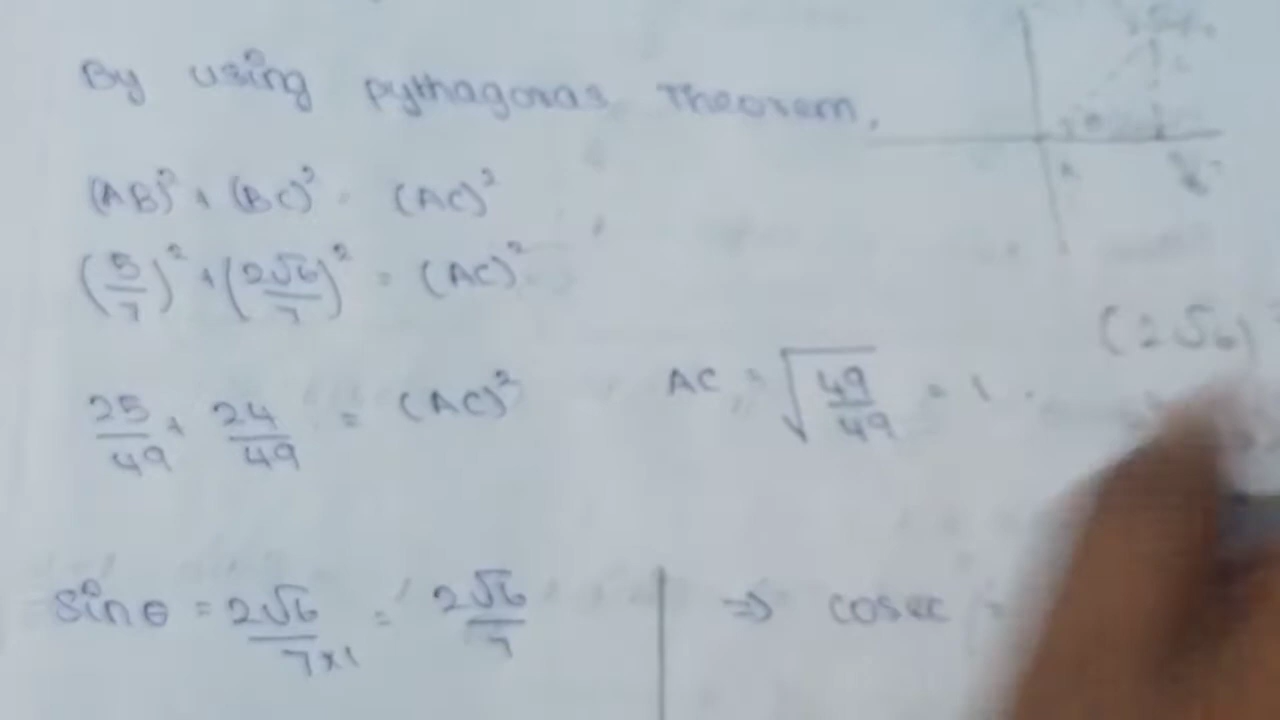 By using pythagoras Theorem,
(AB)² + (BC)² = (AC)²
(5/7)² + (2√6/7)² = (AC)²
25/49 + 24/49 = (AC)²
AC = √(49/49) = 1.
(2√6)
sinθ = 2√6/7×1 = 2√6/7
⇒ cosec